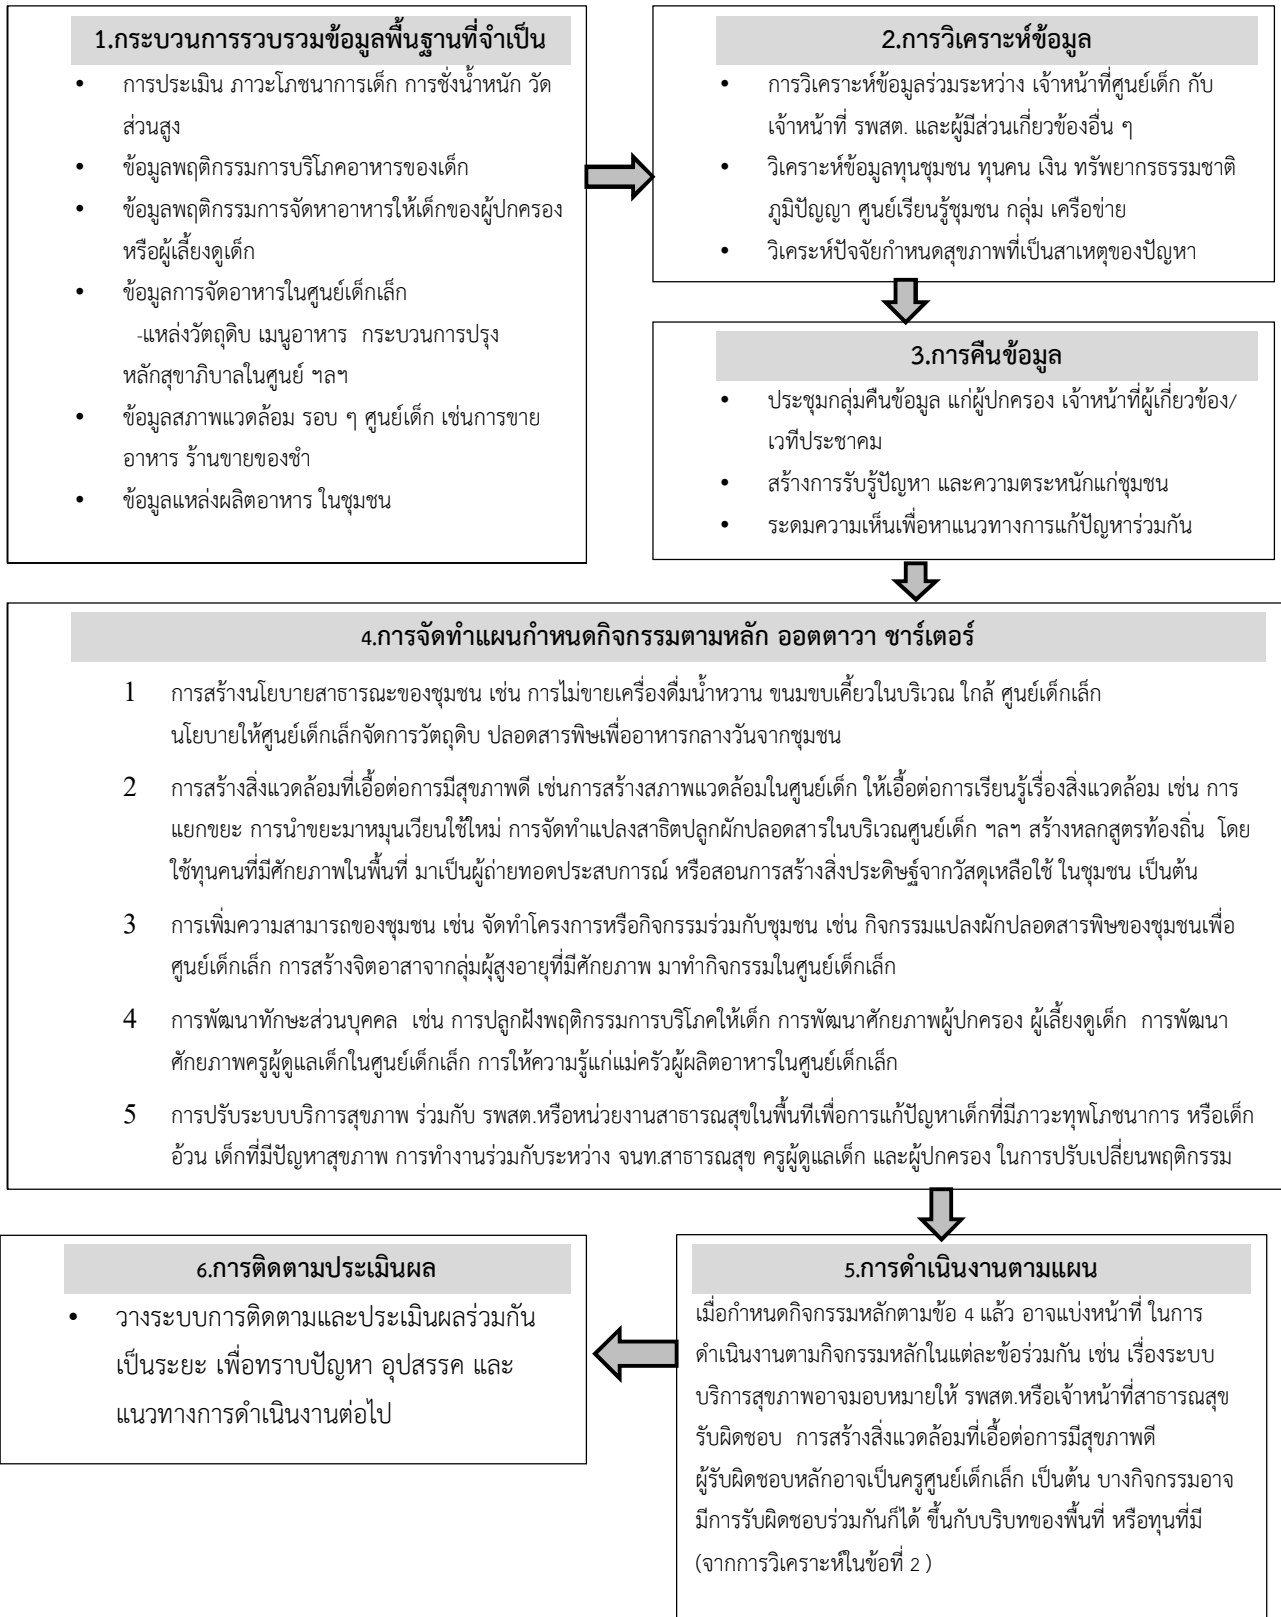 1.กระบวนการรวบรวมข้อมูลพื้นฐานที่จำเป็น
• การประเมิน ภาวะโภชนาการเด็ก การชั่งน้ำหนัก วัด
ส่วนสูง
• ข้อมูลพฤติกรรมการบริโภคอาหารของเด็ก
• ข้อมูลพฤติกรรมการจัดหาอาหารให้เด็กของผู้ปกครอง
หรือผู้เลี้ยงดูเด็ก
• ข้อมูลการจัดอาหารในศูนย์เด็กเล็ก
-แหล่งวัตถุดิบ เมนูอาหาร กระบวนการปรุง
หลักสุขาภิบาลในศูนย์ ฯลฯ
• ข้อมูลสภาพแวดล้อม รอบ ๆ ศูนย์เด็ก เช่นการขาย
อาหาร ร้านขายของชำ
• ข้อมูลแหล่งผลิตอาหาร ในชุมชน
2.การวิเคราะห์ข้อมูล
• การวิเคราะห์ข้อมูลร่วมระหว่าง เจ้าหน้าที่ศูนย์เด็ก กับ
เจ้าหน้าที่ รพสต. และผู้มีส่วนเกี่ยวข้องอื่น ๆ
• วิเคราะห์ข้อมูลทุนชุมชน ทุนคน เงิน ทรัพยากรธรรมชาติ
ภูมิปัญญา ศูนย์เรียนรู้ชุมชน กลุ่ม เครือข่าย
• วิเคระห์ปัจจัยกำหนดสุขภาพที่เป็นสาเหตุของปัญหา
3.การคืนข้อมูล
• ประชุมกลุ่มคืนข้อมูล แก่ผู้ปกครอง เจ้าหน้าที่ผู้เกี่ยวข้อง/
เวทีประชาคม
• สร้างการรับรู้ปัญหา และความตระหนักแก่ชุมชน
• ระดมความเห็นเพื่อหาแนวทางการแก้ปัญหาร่วมกัน
4.การจัดทำแผนกำหนดกิจกรรมตามหลัก ออตตาวา ชาร์เตอร์
1 การสร้างนโยบายสาธารณะของชุมชน เช่น การไม่ขายเครื่องดื่มน้ำหวาน ขนมขบเคี้ยวในบริเวณ ใกล้ ศูนย์เด็กเล็ก
นโยบายให้ศูนย์เด็กเล็กจัดการวัตถุดิบ ปลอดสารพิษเพื่ออาหารกลางวันจากชุมชน
2 การสร้างสิ่งแวดล้อมที่เอื้อต่อการมีสุขภาพดี เช่นการสร้างสภาพแวดล้อมในศูนย์เด็ก ให้เอื้อต่อการเรียนรู้เรื่องสิ่งแวดล้อม เช่น การ
แยกขยะ การนำขยะมาหมุนเวียนใช้ใหม่ การจัดทำแปลงสาธิตปลูกผักปลอดสารในบริเวณศูนย์เด็ก ฯลฯ สร้างหลกสูตรท้องถิ่น โดย
ใช้ทุนคนที่มีศักยภาพในพื้นที่ มาเป็นผู้ถ่ายทอดประสบการณ์ หรือสอนการสร้างสิ่งประดิษฐ์จากวัสดุเหลือใช้ ในชุมชน เป็นต้น
3 การเพิ่มความสามารถของชุมชน เช่น จัดทำโครงการหรือกิจกรรมร่วมกับชุมชน เช่น กิจกรรมแปลงผักปลอดสารพิษของชุมชนเพื่อ
ศูนย์เด็กเล็ก การสร้างจิตอาสาจากกลุ่มผุ้สูงอายุที่มีศักยภาพ มาทำกิจกรรมในศูนย์เด็กเล็ก
4 การพัฒนาทักษะส่วนบุคคล เช่น การปลูกฝังพฤติกรรมการบริโภคให้เด็ก การพัฒนาศักยภาพผู้ปกครอง ผู้เลี้ยงดูเด็ก การพัฒนา
ศักยภาพครูผู้ดูแลเด็กในศูนย์เด็กเล็ก การให้ความรู้แก่แม่ครัวผู้ผลิตอาหารในศูนย์เด็กเล็ก
5 การปรับระบบบริการสุขภาพ ร่วมกับ รพสต.หรือหน่วยงานสาธารณสุขในพื้นทีเพื่อการแก้ปัญหาเด็กที่มีภาวะทุพโภชนาการ หรือเด็ก
อ้วน เด็กที่มีปัญหาสุขภาพ การทำงานร่วมกับระหว่าง จนท.สาธารณสุข ครูผู้ดูแลเด็ก และผู้ปกครอง ในการปรับเปลี่ยนพฤติกรรม
5.การดำเนินงานตามแผน
เมื่อกำหนดกิจกรรมหลักตามข้อ 4 แล้ว อาจแบ่งหน้าที่ ในการ
ดำเนินงานตามกิจกรรมหลักในแต่ละข้อร่วมกัน เช่น เรื่องระบบ
บริการสุขภาพอาจมอบหมายให้ รพสต.หรือเจ้าหน้าที่สาธารณสุข
รับผิดชอบ การสร้างสิ่งแวดล้อมที่เอื้อต่อการมีสุขภาพดี
ผู้รับผิดชอบหลักอาจเป็นครูศูนย์เด็กเล็ก เป็นต้น บางกิจกรรมอาจ
มีการรับผิดชอบร่วมกันก็ได้ ขึ้นกับบริบทของพื้นที่ หรือทุนที่มี
(จากการวิเคราะห์ในข้อที่ 2 )
6.การติดตามประเมินผล
• วางระบบการติดตามและประเมินผลร่วมกัน
เป็นระยะ เพื่อทราบปัญหา อุปสรรค และ
แนวทางการดำเนินงานต่อไป